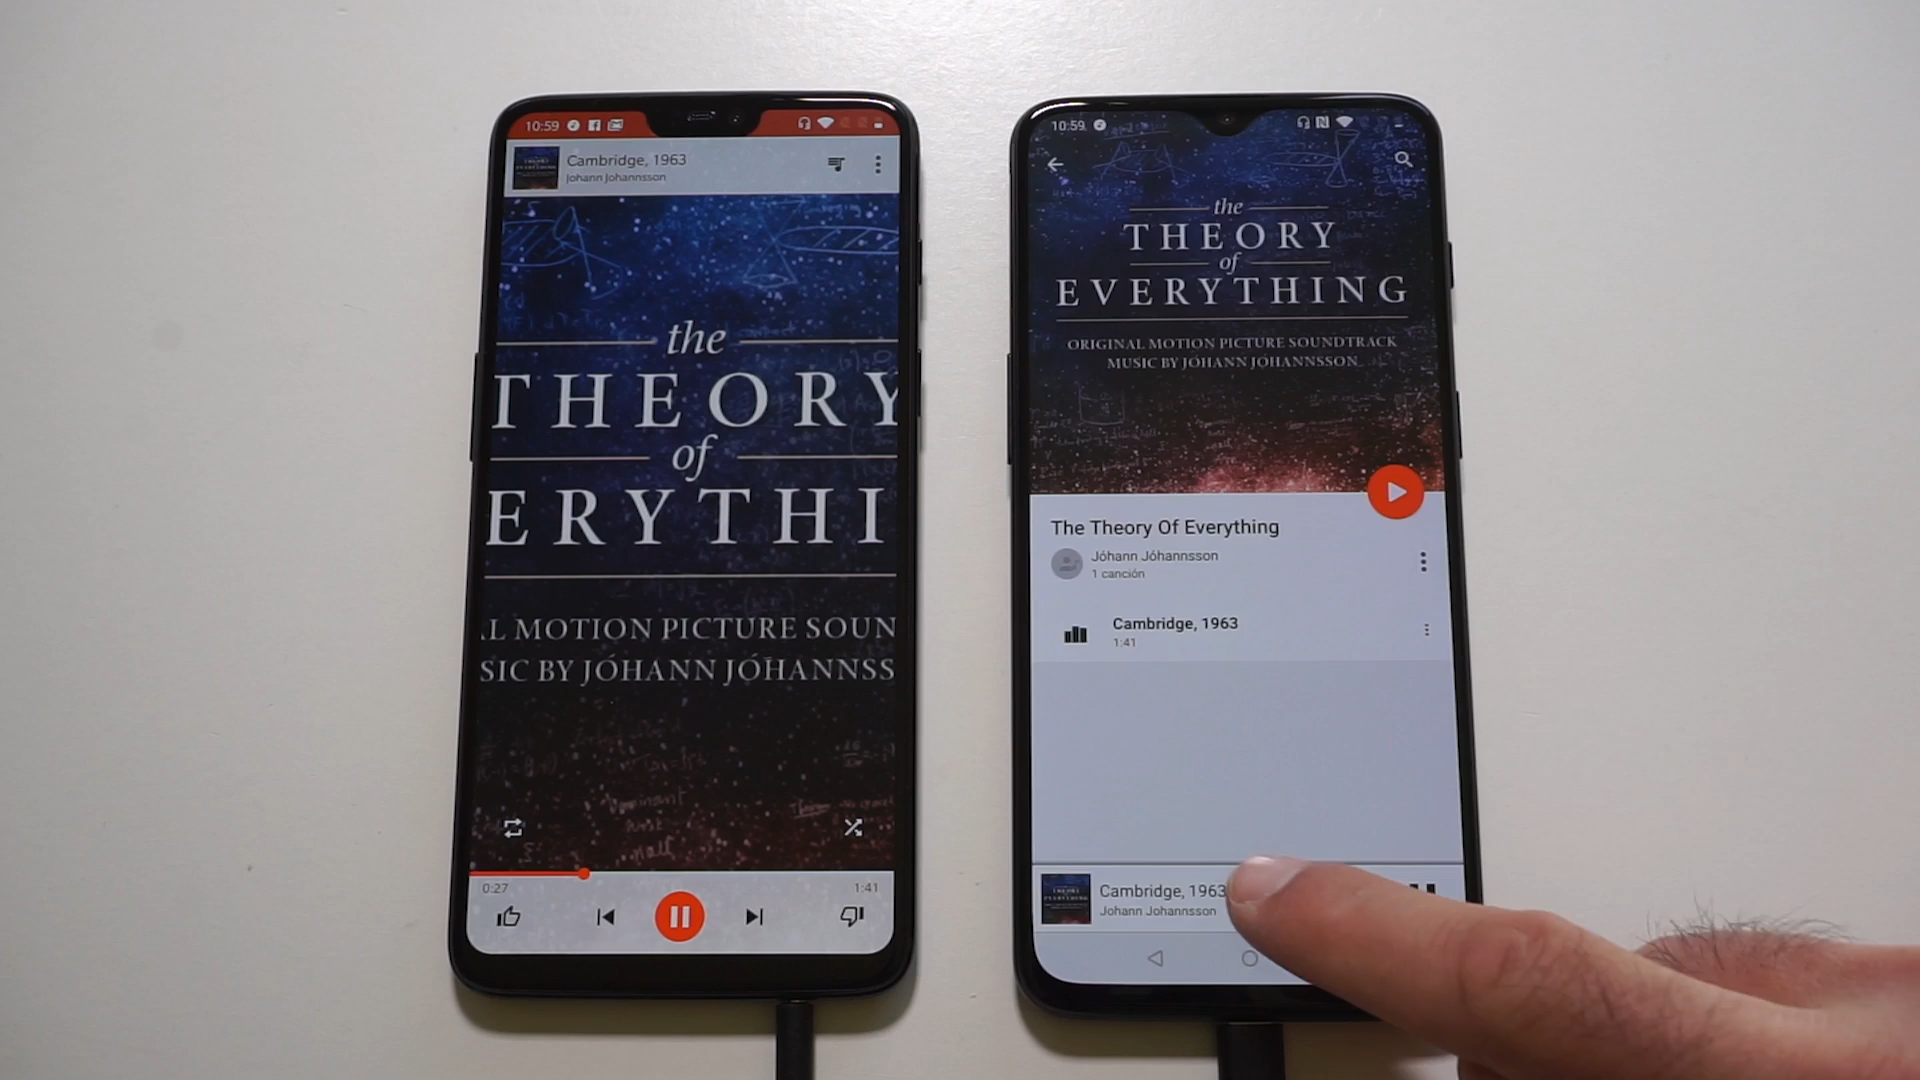 10:59
Cambridge, 1963
Johann Johannsson
the
THEORY
of
ERYTHI
L MOTION PICTURE SOUN
SIC BY JÓHANN JÓHANNSS
0:27
1:41
10:59
the
THEORY
of
EVERYTHING
ORIGINAL MOTION PICTURE SOUNDTRACK
MUSIC BY JÓHANN JÓHANNSSON
The Theory Of Everything
Jóhann Jóhannsson
1 canción
Cambridge, 1963
1:41
Cambridge, 1963
Johann Johannsson